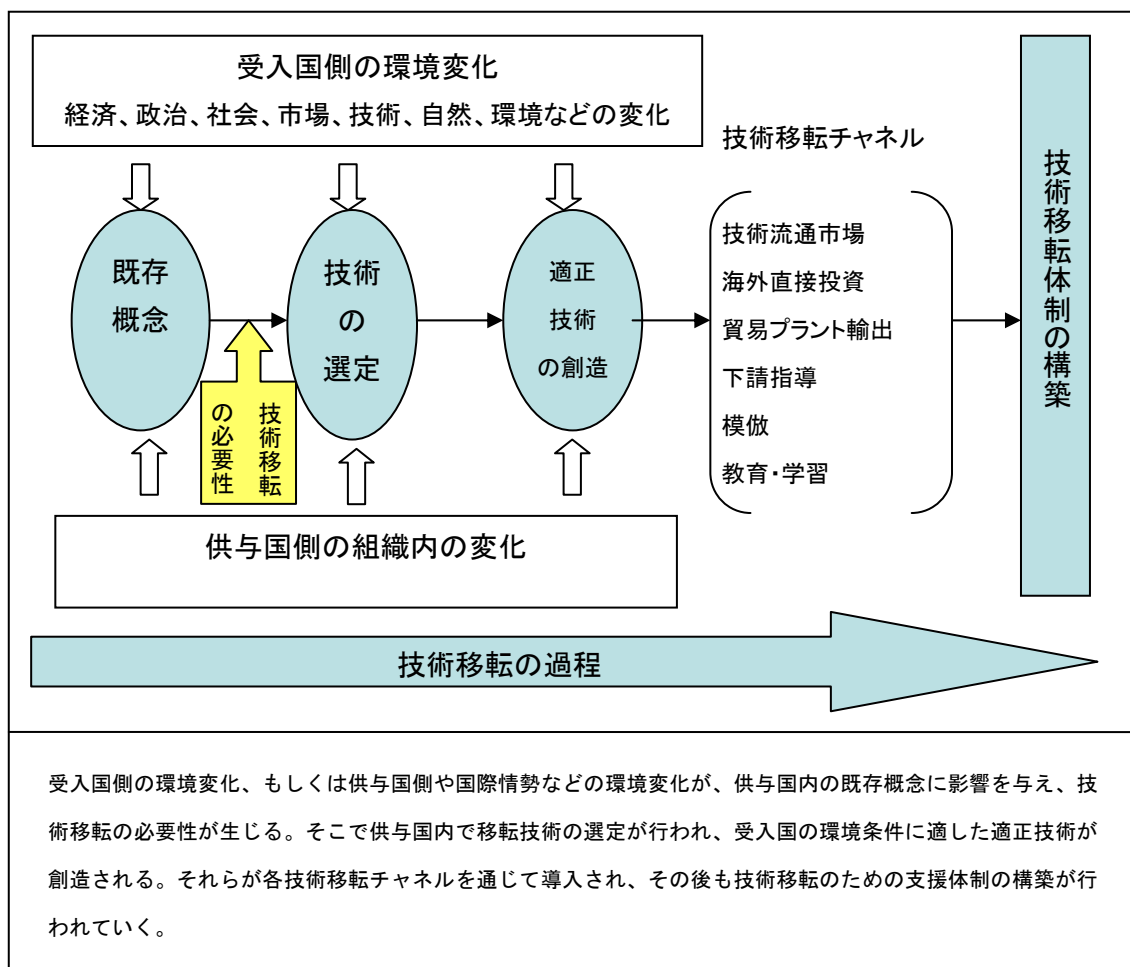 受入国側の環境変化
経済、政治、社会、市場、技術、自然、環境などの変化
既存
概念
技術移転
の必要性
技術
の
選定
適正
技術
の創造
技術移転チャネル
技術流通市場
海外直接投資
貿易プラント輸出
下請指導
模倣
教育・学習
技術移転体制の構築
供与国側の組織内の変化
技術移転の過程
受入国側の環境変化、もしくは供与国側や国際情勢などの環境変化が、供与国内の既存概念に影響を与え、技
術移転の必要性が生じる。そこで供与国内で移転技術の選定が行われ、受入国の環境条件に適した適正技術が
創造される。それらが各技術移転チャネルを通じて導入され、その後も技術移転のための支援体制の構築が行
われていく。